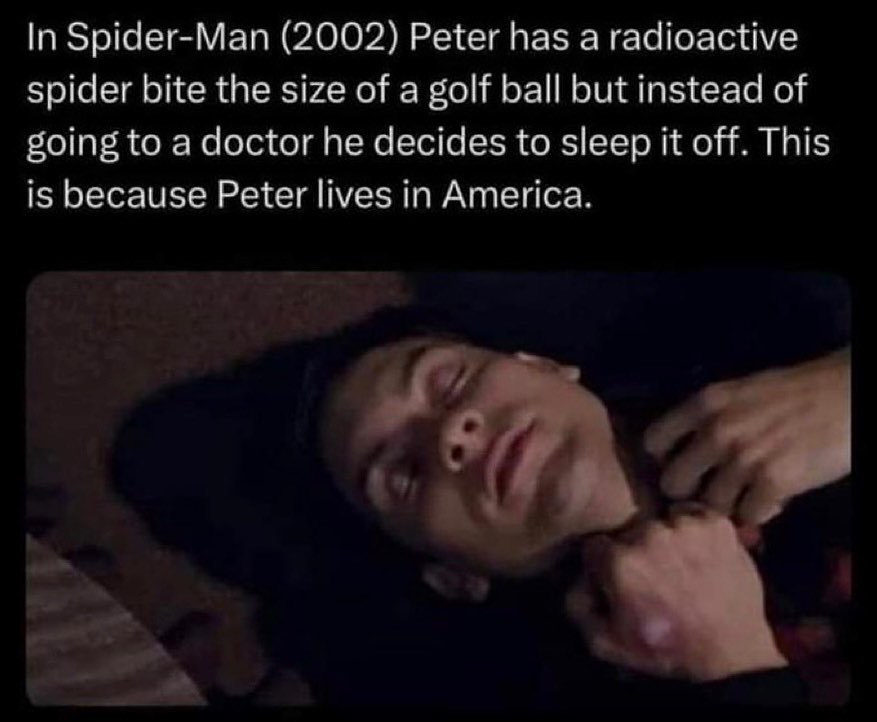 In Spider-Man (2002) Peter has a radioactive
spider bite the size of a golf ball but instead of
going to a doctor he decides to sleep it off. This
is because Peter lives in America.